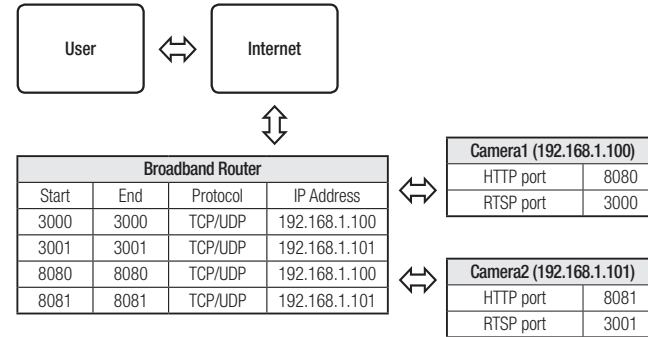 User
Internet
Broadband Router
Start End Protocol IP Address
3000 3000 TCP/UDP 192.168.1.100
3001 3001 TCP/UDP 192.168.1.101
8080 8080 TCP/UDP 192.168.1.100
8081 8081 TCP/UDP 192.168.1.101
Camera1 (192.168.1.100)
HTTP port 8080
RTSP port 3000
Camera2 (192.168.1.101)
HTTP port 8081
RTSP port 3001